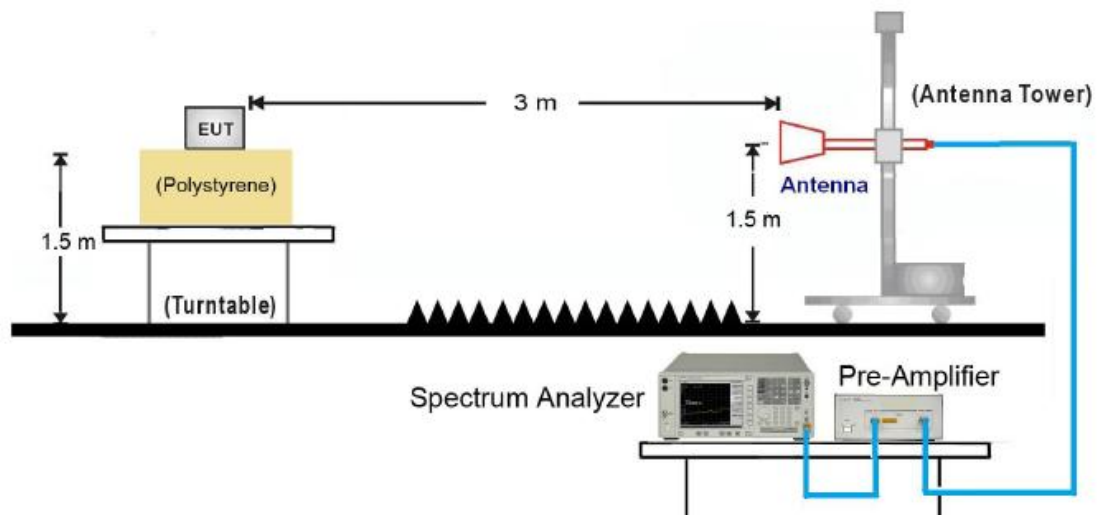 3 m
(Antenna Tower)
EUT
(Polystyrene)
Antenna
1.5 m
1.5 m
(Turntable)
Spectrum Analyzer
Pre-Amplifier